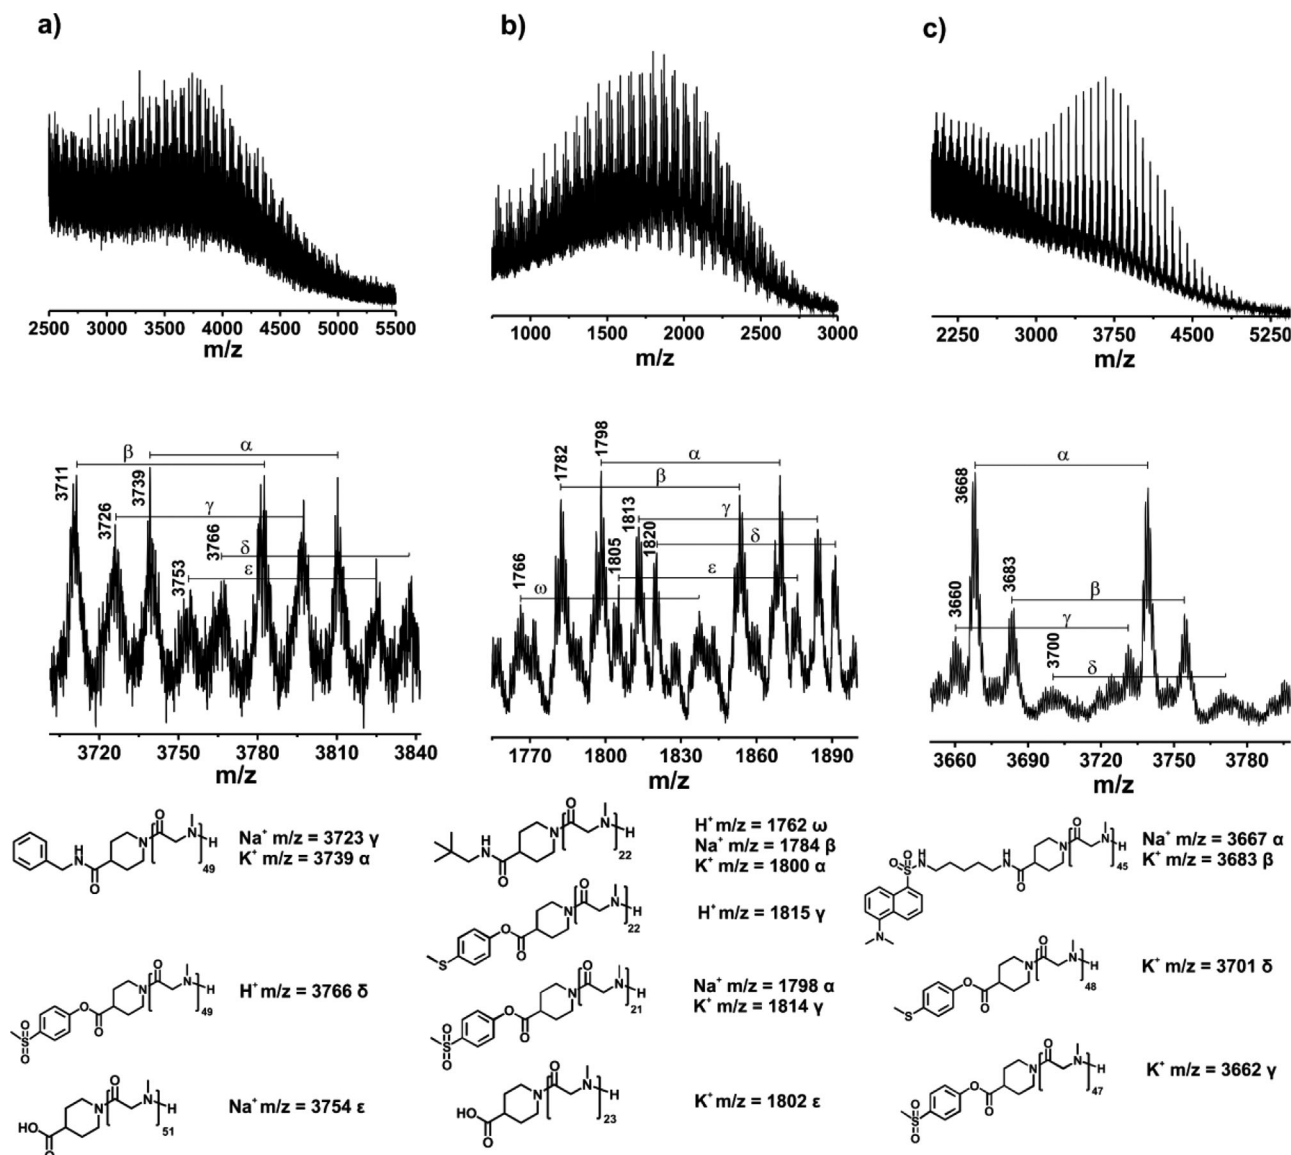 a)
b)
c)
2500 3000 3500 4000 4500 5000 5500
m/z
1000 1500 2000 2500 3000
m/z
2250 3000 3750 4500 5250
m/z
3711 β 3726 3739 α
γ
3753 3766 δ
ε
3720 3750 3780 3810 3840
m/z
1782 1798 α
β
1766 1805 1813 γ
1820 δ
ε
ω
1770 1800 1830 1860 1890
m/z
3668 α
3660 3683 β
γ
3700 δ
3660 3690 3720 3750 3780
m/z
NH O N O N H 49
Na⁺ m/z = 3723 γ
K⁺ m/z = 3739 α
O S O O O N O N H 49
H⁺ m/z = 3766 δ
HO O N O N H 51
Na⁺ m/z = 3754 ε
NH O N O N H 22
H⁺ m/z = 1762 ω
Na⁺ m/z = 1784 β
K⁺ m/z = 1800 α
S O O N O N H 22
H⁺ m/z = 1815 γ
O S O O O N O N H 21
Na⁺ m/z = 1798 α
K⁺ m/z = 1814 γ
HO O N O N H 23
K⁺ m/z = 1802 ε
N O S O H N N H O N O N H 45
Na⁺ m/z = 3667 α
K⁺ m/z = 3683 β
S O O N O N H 48
K⁺ m/z = 3701 δ
O S O O O N O N H 47
K⁺ m/z = 3662 γ